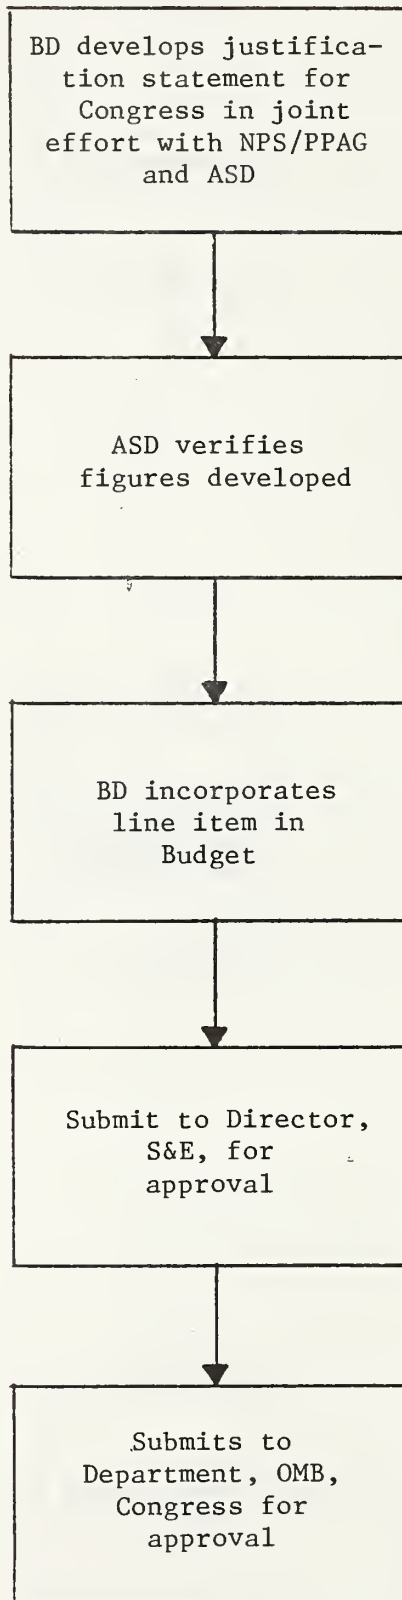 BD develops justifica-
tion statement for
Congress in joint
effort with NPS/PPAG
and ASD
ASD verifies
figures developed
BD incorporates
line item in
Budget
Submit to Director,
S&E, for
approval
Submits to
Department, OMB,
Congress for
approval